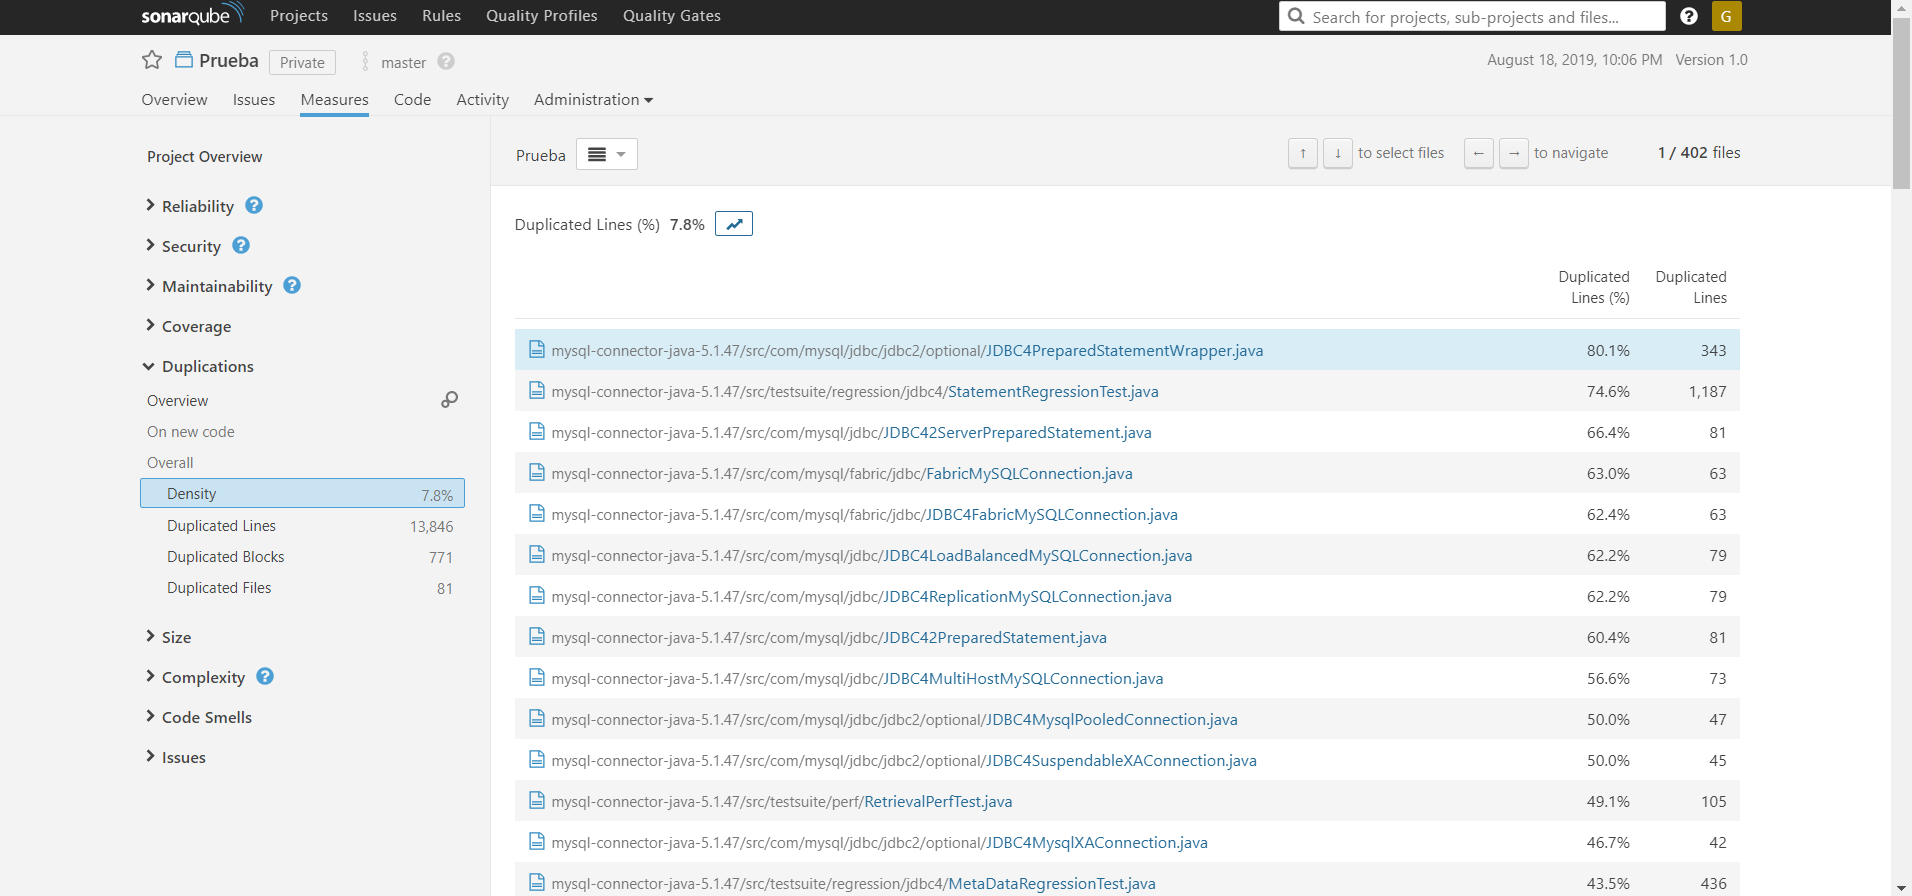 sonarqube Projects Issues Rules Quality Profiles Quality Gates Search for projects, sub-projects and files... ? G
Prueba Private master ? August 18, 2019, 10:06 PM Version 1.0
Overview Issues Measures Code Activity Administration
Project Overview
Reliability ?
Security ?
Maintainability ?
Coverage
Duplications
Overview
On new code
Overall
Density 7.8%
Duplicated Lines 13,846
Duplicated Blocks 771
Duplicated Files 81
Size
Complexity ?
Code Smells
Issues
Prueba ↑ ↓ to select files ← → to navigate 1 / 402 files
Duplicated Lines (%) 7.8%
Duplicated Lines (%) Duplicated Lines
mysql-connector-java-5.1.47/src/com/mysql/jdbc/jdbc2/optional/JDBC4PreparedStatementWrapper.java 80.1% 343
mysql-connector-java-5.1.47/src/testsuite/regression/jdbc4/StatementRegressionTest.java 74.6% 1,187
mysql-connector-java-5.1.47/src/com/mysql/jdbc/JDBC42ServerPreparedStatement.java 66.4% 81
mysql-connector-java-5.1.47/src/com/mysql/fabric/jdbc/FabricMySQLConnection.java 63.0% 63
mysql-connector-java-5.1.47/src/com/mysql/fabric/jdbc/JDBC4FabricMySQLConnection.java 62.4% 63
mysql-connector-java-5.1.47/src/com/mysql/jdbc/JDBC4LoadBalancedMySQLConnection.java 62.2% 79
mysql-connector-java-5.1.47/src/com/mysql/jdbc/JDBC4ReplicationMySQLConnection.java 62.2% 79
mysql-connector-java-5.1.47/src/com/mysql/jdbc/JDBC42PreparedStatement.java 60.4% 81
mysql-connector-java-5.1.47/src/com/mysql/jdbc/JDBC4MultiHostMySQLConnection.java 56.6% 73
mysql-connector-java-5.1.47/src/com/mysql/jdbc/jdbc2/optional/JDBC4MysqlPooledConnection.java 50.0% 47
mysql-connector-java-5.1.47/src/com/mysql/jdbc/jdbc2/optional/JDBC4SuspendableXAConnection.java 50.0% 45
mysql-connector-java-5.1.47/src/testsuite/perf/RetrievalPerfTest.java 49.1% 105
mysql-connector-java-5.1.47/src/com/mysql/jdbc/jdbc2/optional/JDBC4MysqlXAConnection.java 46.7% 42
mysql-connector-java-5.1.47/src/testsuite/regression/jdbc4/MetaDataRegressionTest.java 43.5% 436